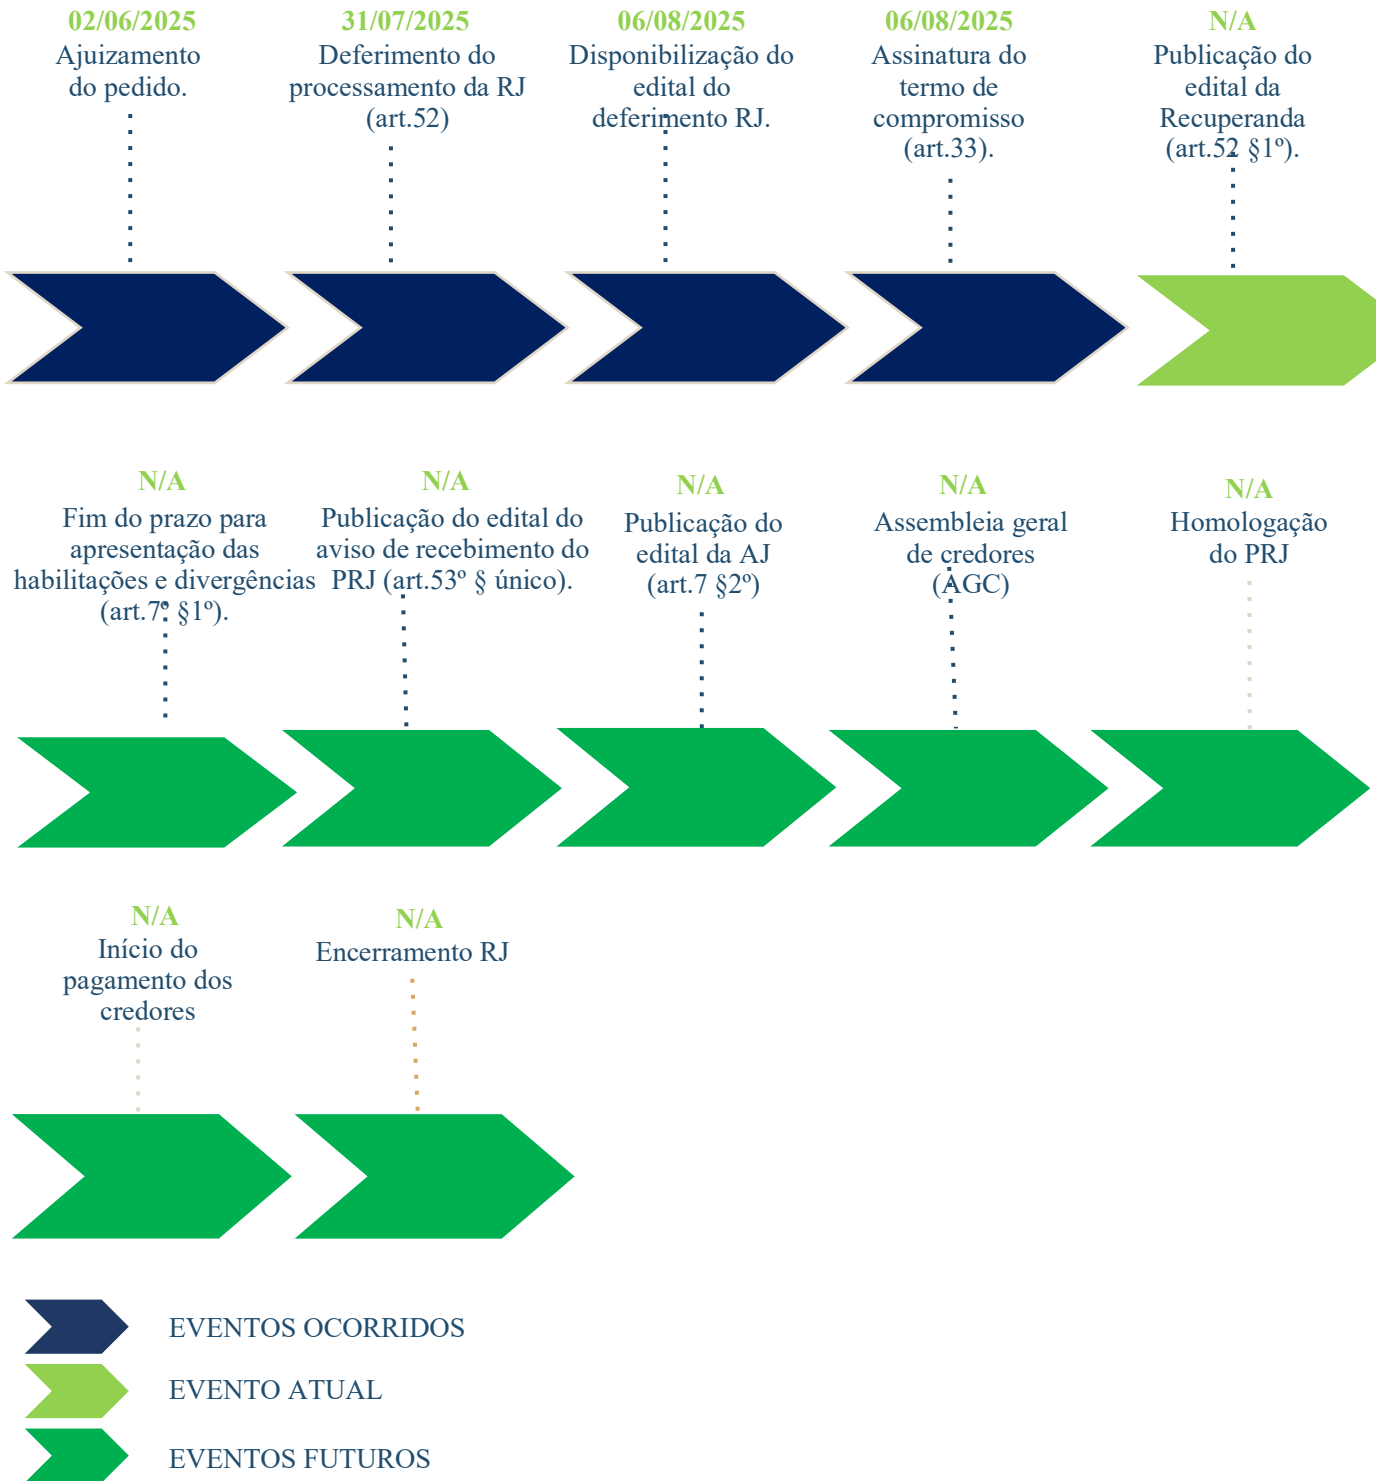 02/06/2025
Ajuizamento
do pedido.
31/07/2025
Deferimento do
processamento da RJ
(art.52)
06/08/2025
Disponibilização do
edital do
deferimento RJ.
06/08/2025
Assinatura do
termo de
compromisso
(art.33).
N/A
Publicação do
edital da
Recuperanda
(art.52 §1º).
N/A
Fim do prazo para
apresentação das
habilitações e divergências
(art.7º §1º).
N/A
Publicação do edital do
aviso de recebimento do
PRJ (art.53º § único).
N/A
Publicação do
edital da AJ
(art.7 §2º)
N/A
Assembleia geral
de credores
(AGC)
N/A
Homologação
do PRJ
N/A
Início do
pagamento dos
credores
N/A
Encerramento RJ
EVENTOS OCORRIDOS
EVENTO ATUAL
EVENTOS FUTUROS